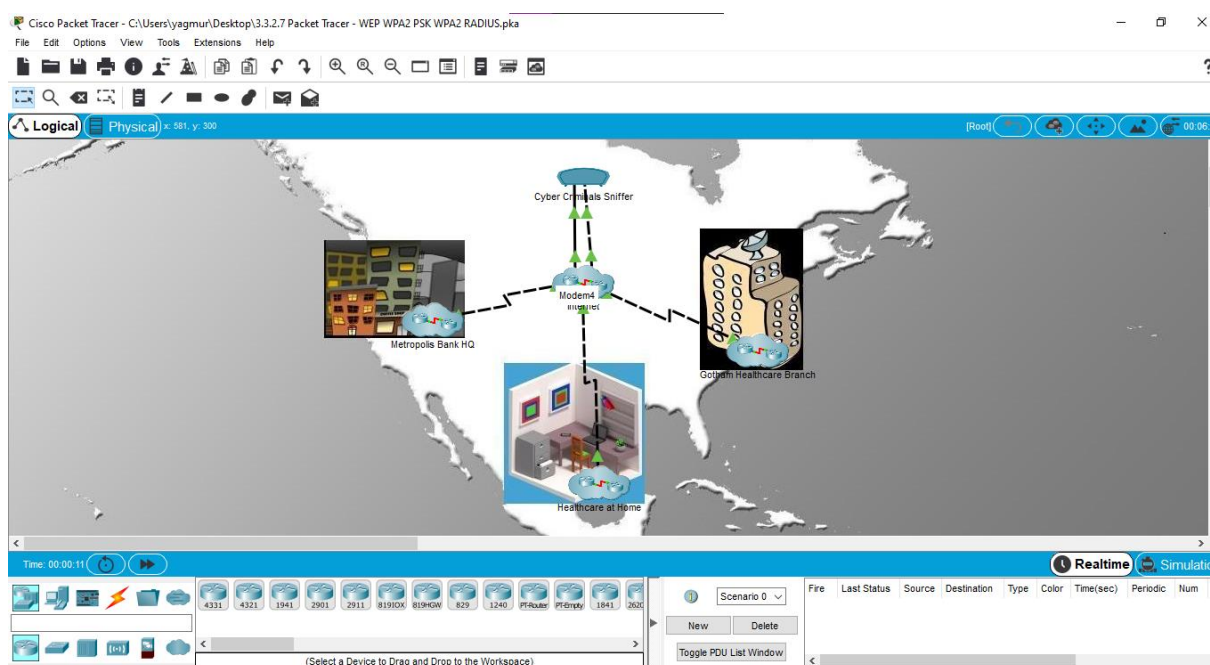 Cisco Packet Tracer - C:\Users\yagmur\Desktop\3.3.2.7 Packet Tracer - WEP WPA2 PSK WPA2 RADIUS.pka
File Edit Options View Tools Extensions Help
Logical Physical x: 581, y: 300 [Root] 00:06:
Cyber Criminals Sniffer
Modem4
Internet
Metropolis Bank HQ
Gotham Healthcare Branch
Healthcare at Home
Time: 00:00:11 Realtime Simulatic
4331 4321 1941 2901 2911 819IOX 819HGW 829 1240 PT-Router PT-Empty 1841 262
Scenario 0
Fire Last Status Source Destination Type Color Time(sec) Periodic Num
New Delete
Toggle PDU List Window
(Select a Device to Drag and Drop to the Workspace)